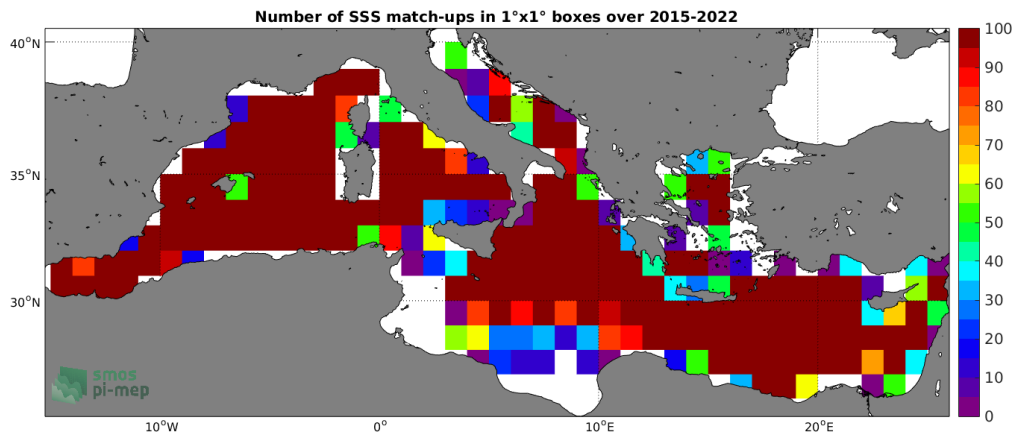 Number of SSS match-ups in 1°x1° boxes over 2015-2022
40°N
35°N
30°N
10°W
0°
10°E
20°E
100
90
80
70
60
50
40
30
20
10
0
smos
pi-mep